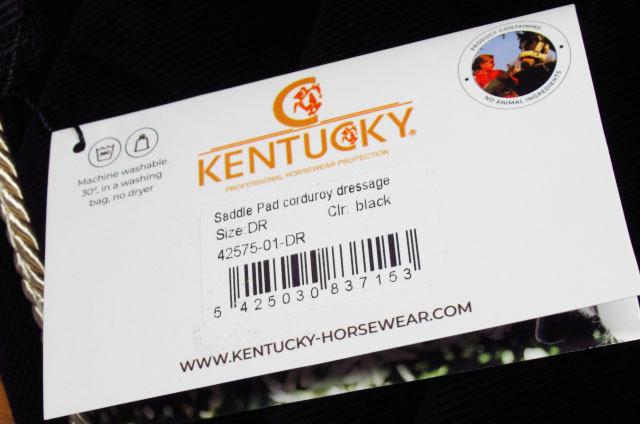 PRODUCT CONTAINING
NO ANIMAL INGREDIENTS
KENTUCKY®
PROFESSIONAL HORSEWEAR PROTECTION
Machine washable
30°, in a washing
bag, no dryer
Saddle Pad corduroy dressage
Size:DR Clr: black
42575-01-DR
5 425030 837153
WWW.KENTUCKY-HORSEWEAR.COM